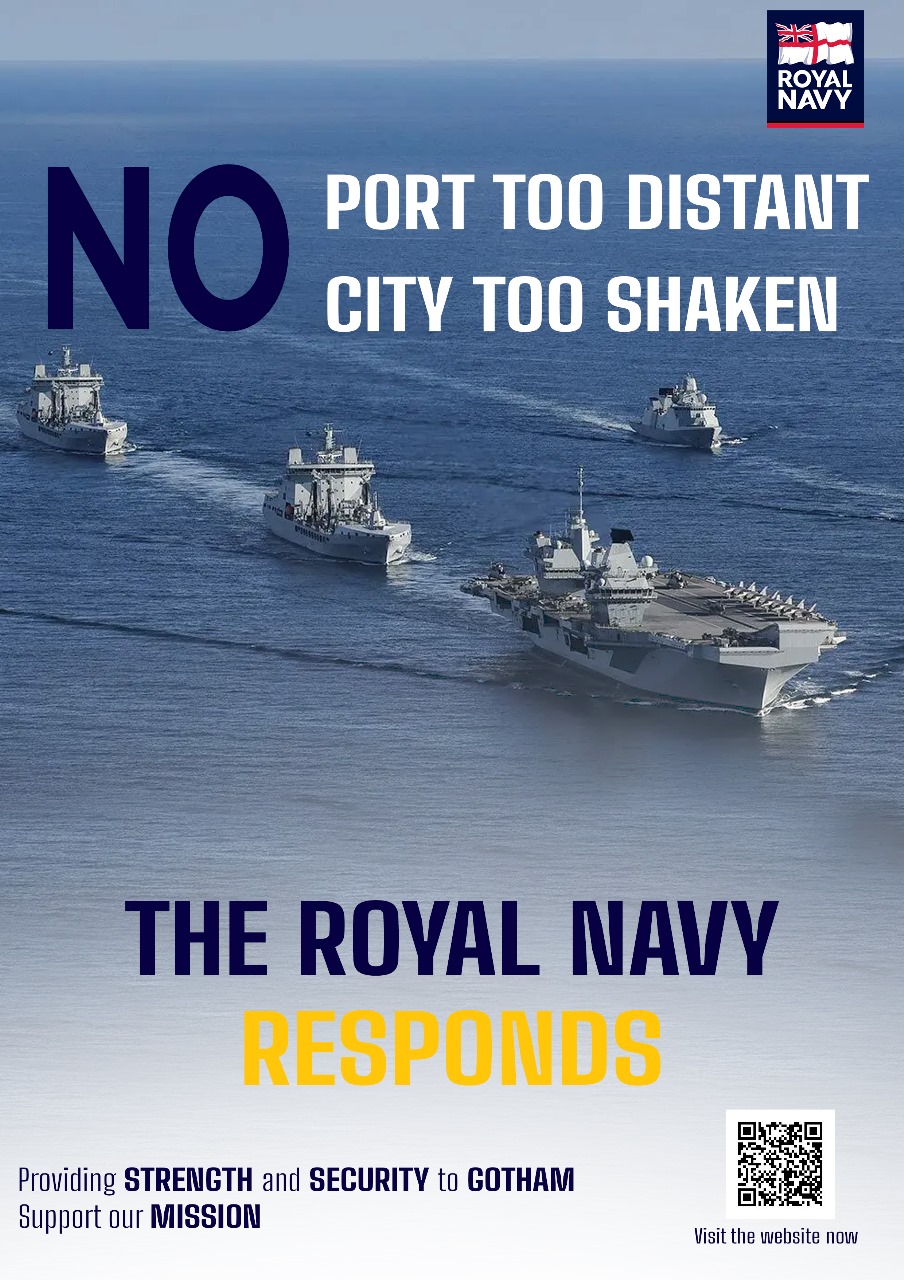 ROYAL
NAVY
NO
PORT TOO DISTANT
CITY TOO SHAKEN
THE ROYAL NAVY
RESPONDS
Providing STRENGTH and SECURITY to GOTHAM
Support our MISSION
Visit the website now